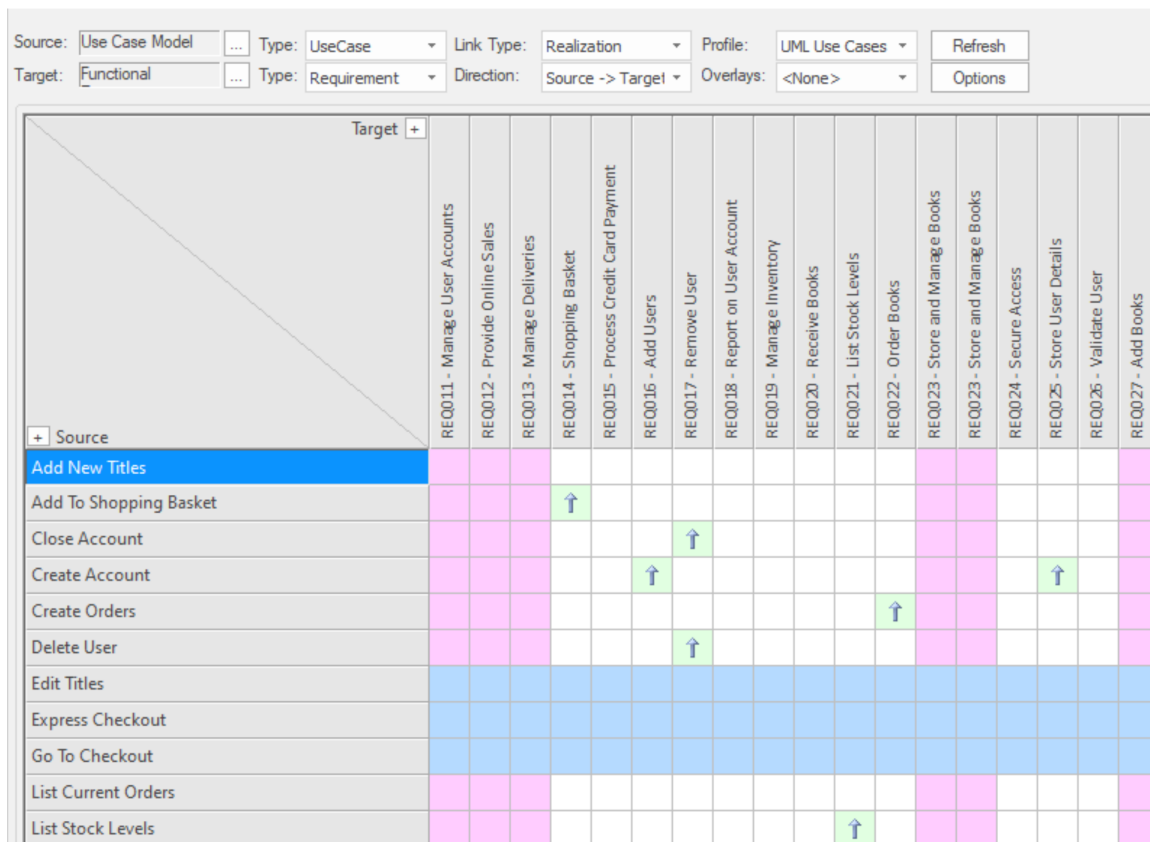 Source: Use Case Model ... Type: UseCase Link Type: Realization Profile: UML Use Cases Refresh
Target: Functional ... Type: Requirement Direction: Source -> Target Overlays: <None> Options
Target +
+ Source
REQ011 - Manage User Accounts
REQ012 - Provide Online Sales
REQ013 - Manage Deliveries
REQ014 - Shopping Basket
REQ015 - Process Credit Card Payment
REQ016 - Add Users
REQ017 - Remove User
REQ018 - Report on User Account
REQ019 - Manage Inventory
REQ020 - Receive Books
REQ021 - List Stock Levels
REQ022 - Order Books
REQ023 - Store and Manage Books
REQ023 - Store and Manage Books
REQ024 - Secure Access
REQ025 - Store User Details
REQ026 - Validate User
REQ027 - Add Books
Add New Titles
Add To Shopping Basket
Close Account
Create Account
Create Orders
Delete User
Edit Titles
Express Checkout
Go To Checkout
List Current Orders
List Stock Levels